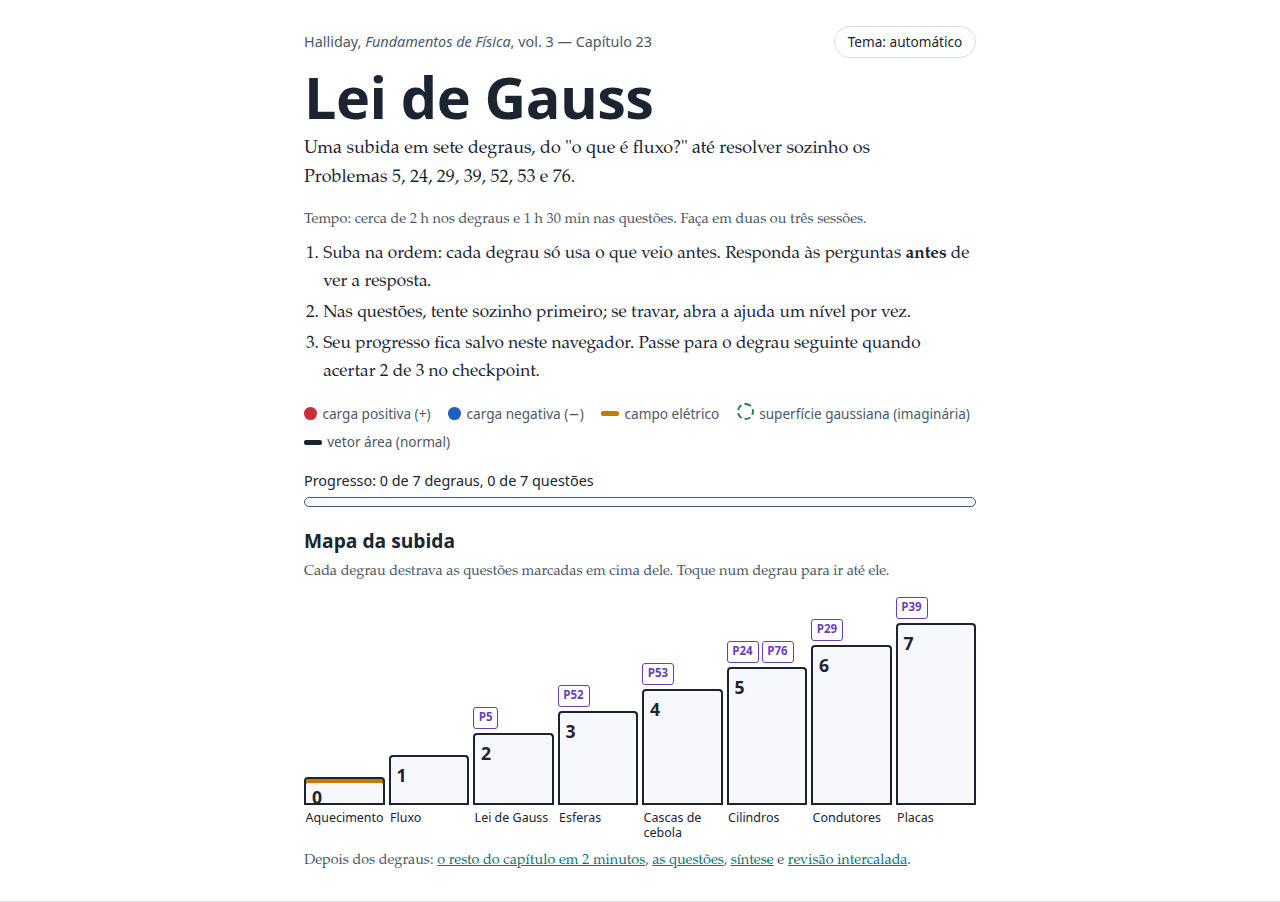 Halliday, Fundamentos de Física, vol. 3 — Capítulo 23
Tema: automático
Lei de Gauss
Uma subida em sete degraus, do "o que é fluxo?" até resolver sozinho os
Problemas 5, 24, 29, 39, 52, 53 e 76.
Tempo: cerca de 2 h nos degraus e 1 h 30 min nas questões. Faça em duas ou três sessões.
1. Suba na ordem: cada degrau só usa o que veio antes. Responda às perguntas antes de
ver a resposta.
2. Nas questões, tente sozinho primeiro; se travar, abra a ajuda um nível por vez.
3. Seu progresso fica salvo neste navegador. Passe para o degrau seguinte quando
acertar 2 de 3 no checkpoint.
carga positiva (+) carga negativa (−) campo elétrico superfície gaussiana (imaginária)
vetor área (normal)
Progresso: 0 de 7 degraus, 0 de 7 questões
Mapa da subida
Cada degrau destrava as questões marcadas em cima dele. Toque num degrau para ir até ele.
P39
7
P29
6
P24 P76
5
P53
4
P52
3
P5
2
1
0
Aquecimento Fluxo Lei de Gauss Esferas Cascas de Cilindros Condutores Placas
cebola
Depois dos degraus: o resto do capítulo em 2 minutos, as questões, síntese e revisão intercalada.